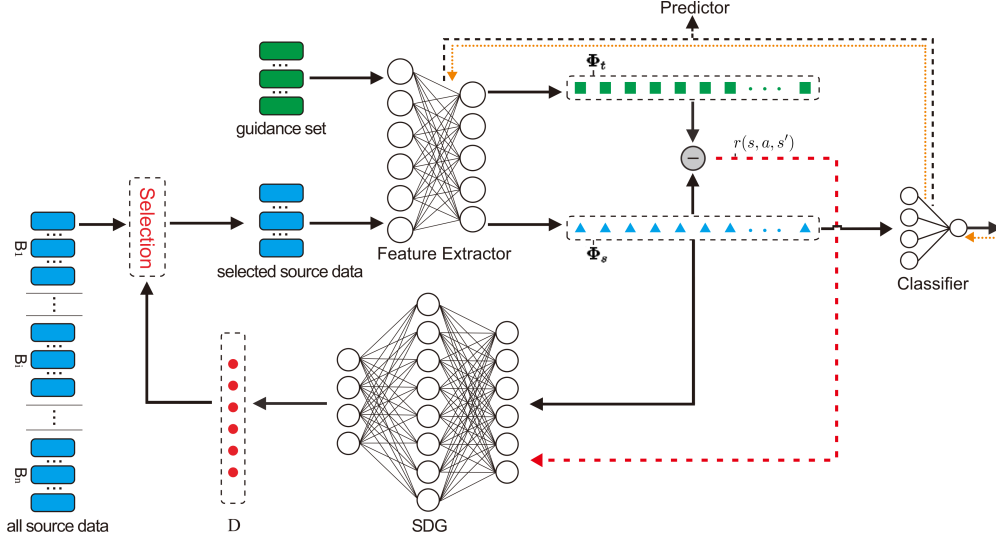 Predictor
Φt
guidance set
r(s, a, s′)
Selection
B1
selected source data
Feature Extractor
Φs
Classifier
Bi
Bn
all source data
D
SDG